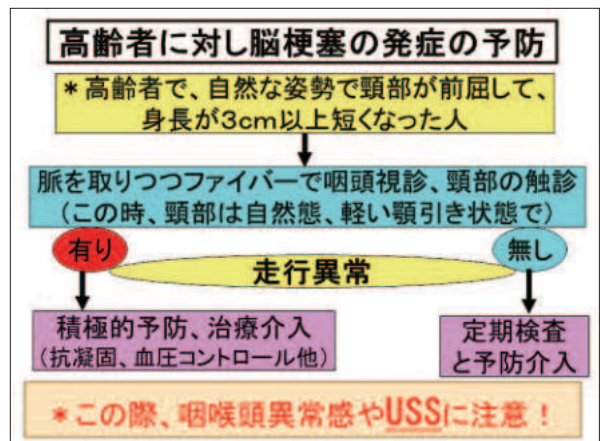 高齢者に対し脳梗塞の発症の予防
＊高齢者で、自然な姿勢で頸部が前屈して、
身長が3cm以上短くなった人
脈を取りつつファイバーで咽頭視診、頸部の触診
(この時、頸部は自然態、軽い顎引き状態で)
有り
無し
走行異常
積極的予防、治療介入
(抗凝固、血圧コントロール他)
定期検査
と予防介入
＊この際、咽喉頭異常感やUSSに注意！